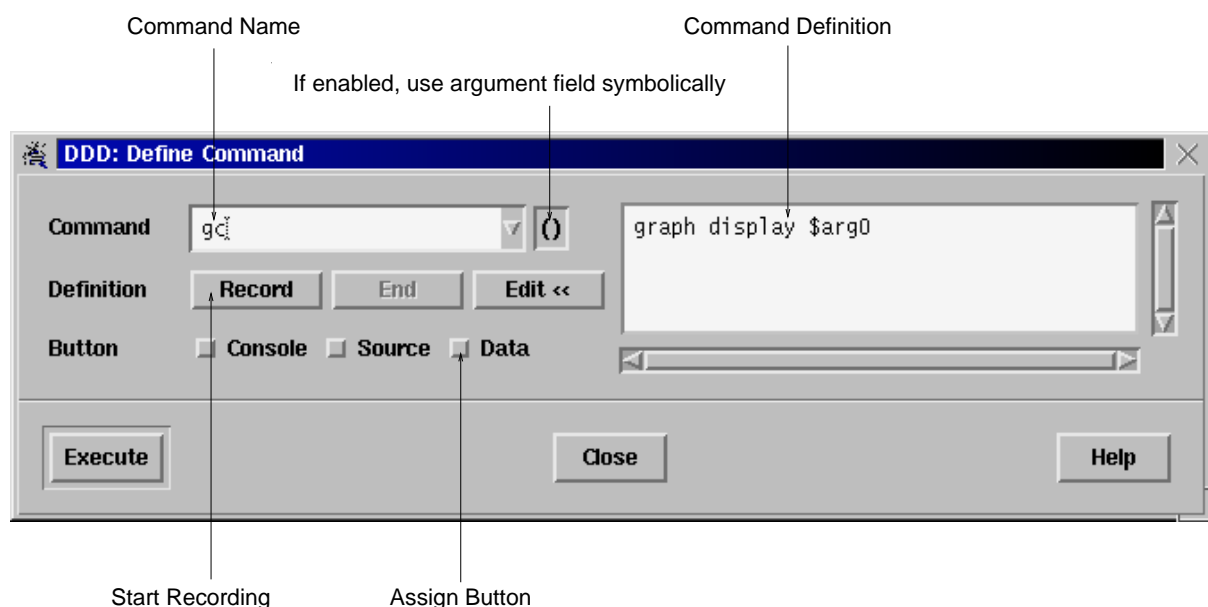 Command Name
Command Definition
If enabled, use argument field symbolically
DDD: Define Command
Command
gc
()
graph display $arg0
Definition
Record
End
Edit <<
Button
Console
Source
Data
Execute
Close
Help
Start Recording
Assign Button